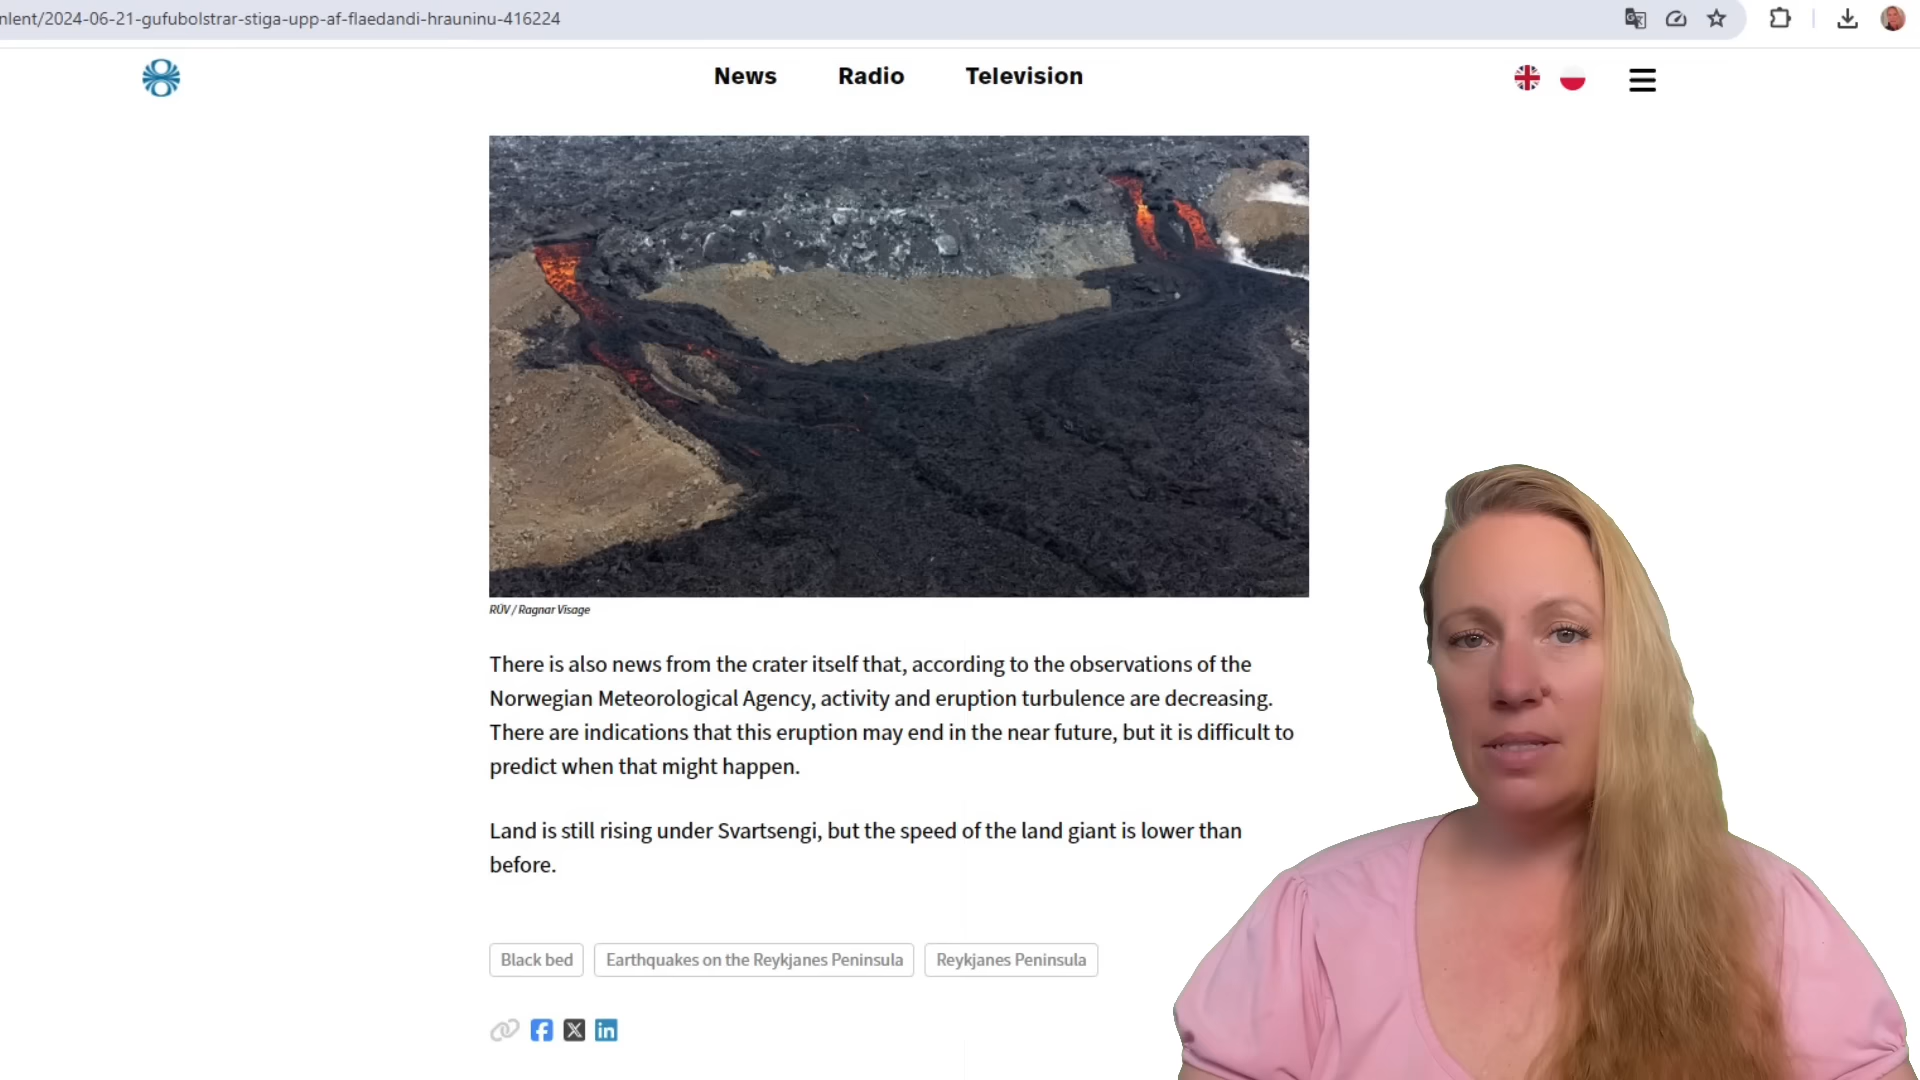 nlent/2024-06-21-gufubolstrar-stiga-upp-af-flaedandi-hrauninu-416224
News Radio Television
RÚV / Ragnar Visage
There is also news from the crater itself that, according to the observations of the
Norwegian Meteorological Agency, activity and eruption turbulence are decreasing.
There are indications that this eruption may end in the near future, but it is difficult to
predict when that might happen.
Land is still rising under Svartsengi, but the speed of the land giant is lower than
before.
Black bed Earthquakes on the Reykjanes Peninsula Reykjanes Peninsula